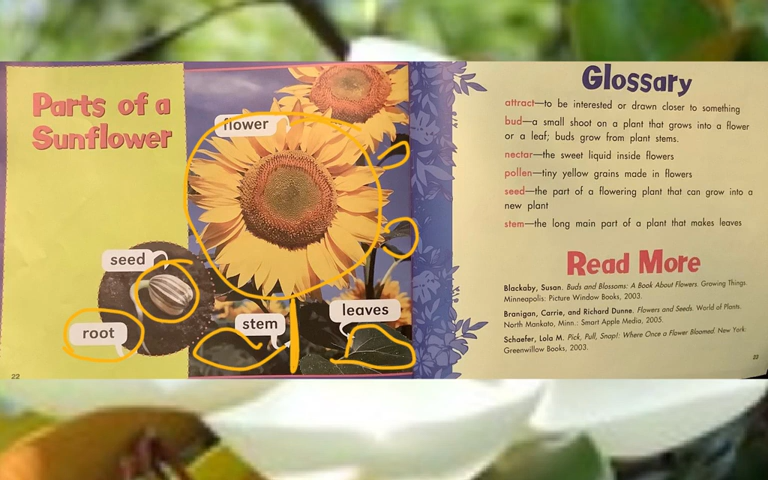 Parts of a
Sunflower
flower
seed
root
stem
leaves
22
Glossary
attract—to be interested or drawn closer to something
bud—a small shoot on a plant that grows into a flower
or a leaf; buds grow from plant stems.
nectar—the sweet liquid inside flowers
pollen—tiny yellow grains made in flowers
seed—the part of a flowering plant that can grow into a
new plant
stem—the long main part of a plant that makes leaves
Read More
Blackaby, Susan. Buds and Blossoms: A Book About Flowers. Growing Things.
Minneapolis: Picture Window Books, 2003.
Branigan, Carrie, and Richard Dunne. Flowers and Seeds. World of Plants.
North Mankato, Minn.: Smart Apple Media, 2005.
Schaefer, Lola M. Pick, Pull, Snap!: Where Once a Flower Bloomed. New York:
Greenwillow Books, 2003.
23